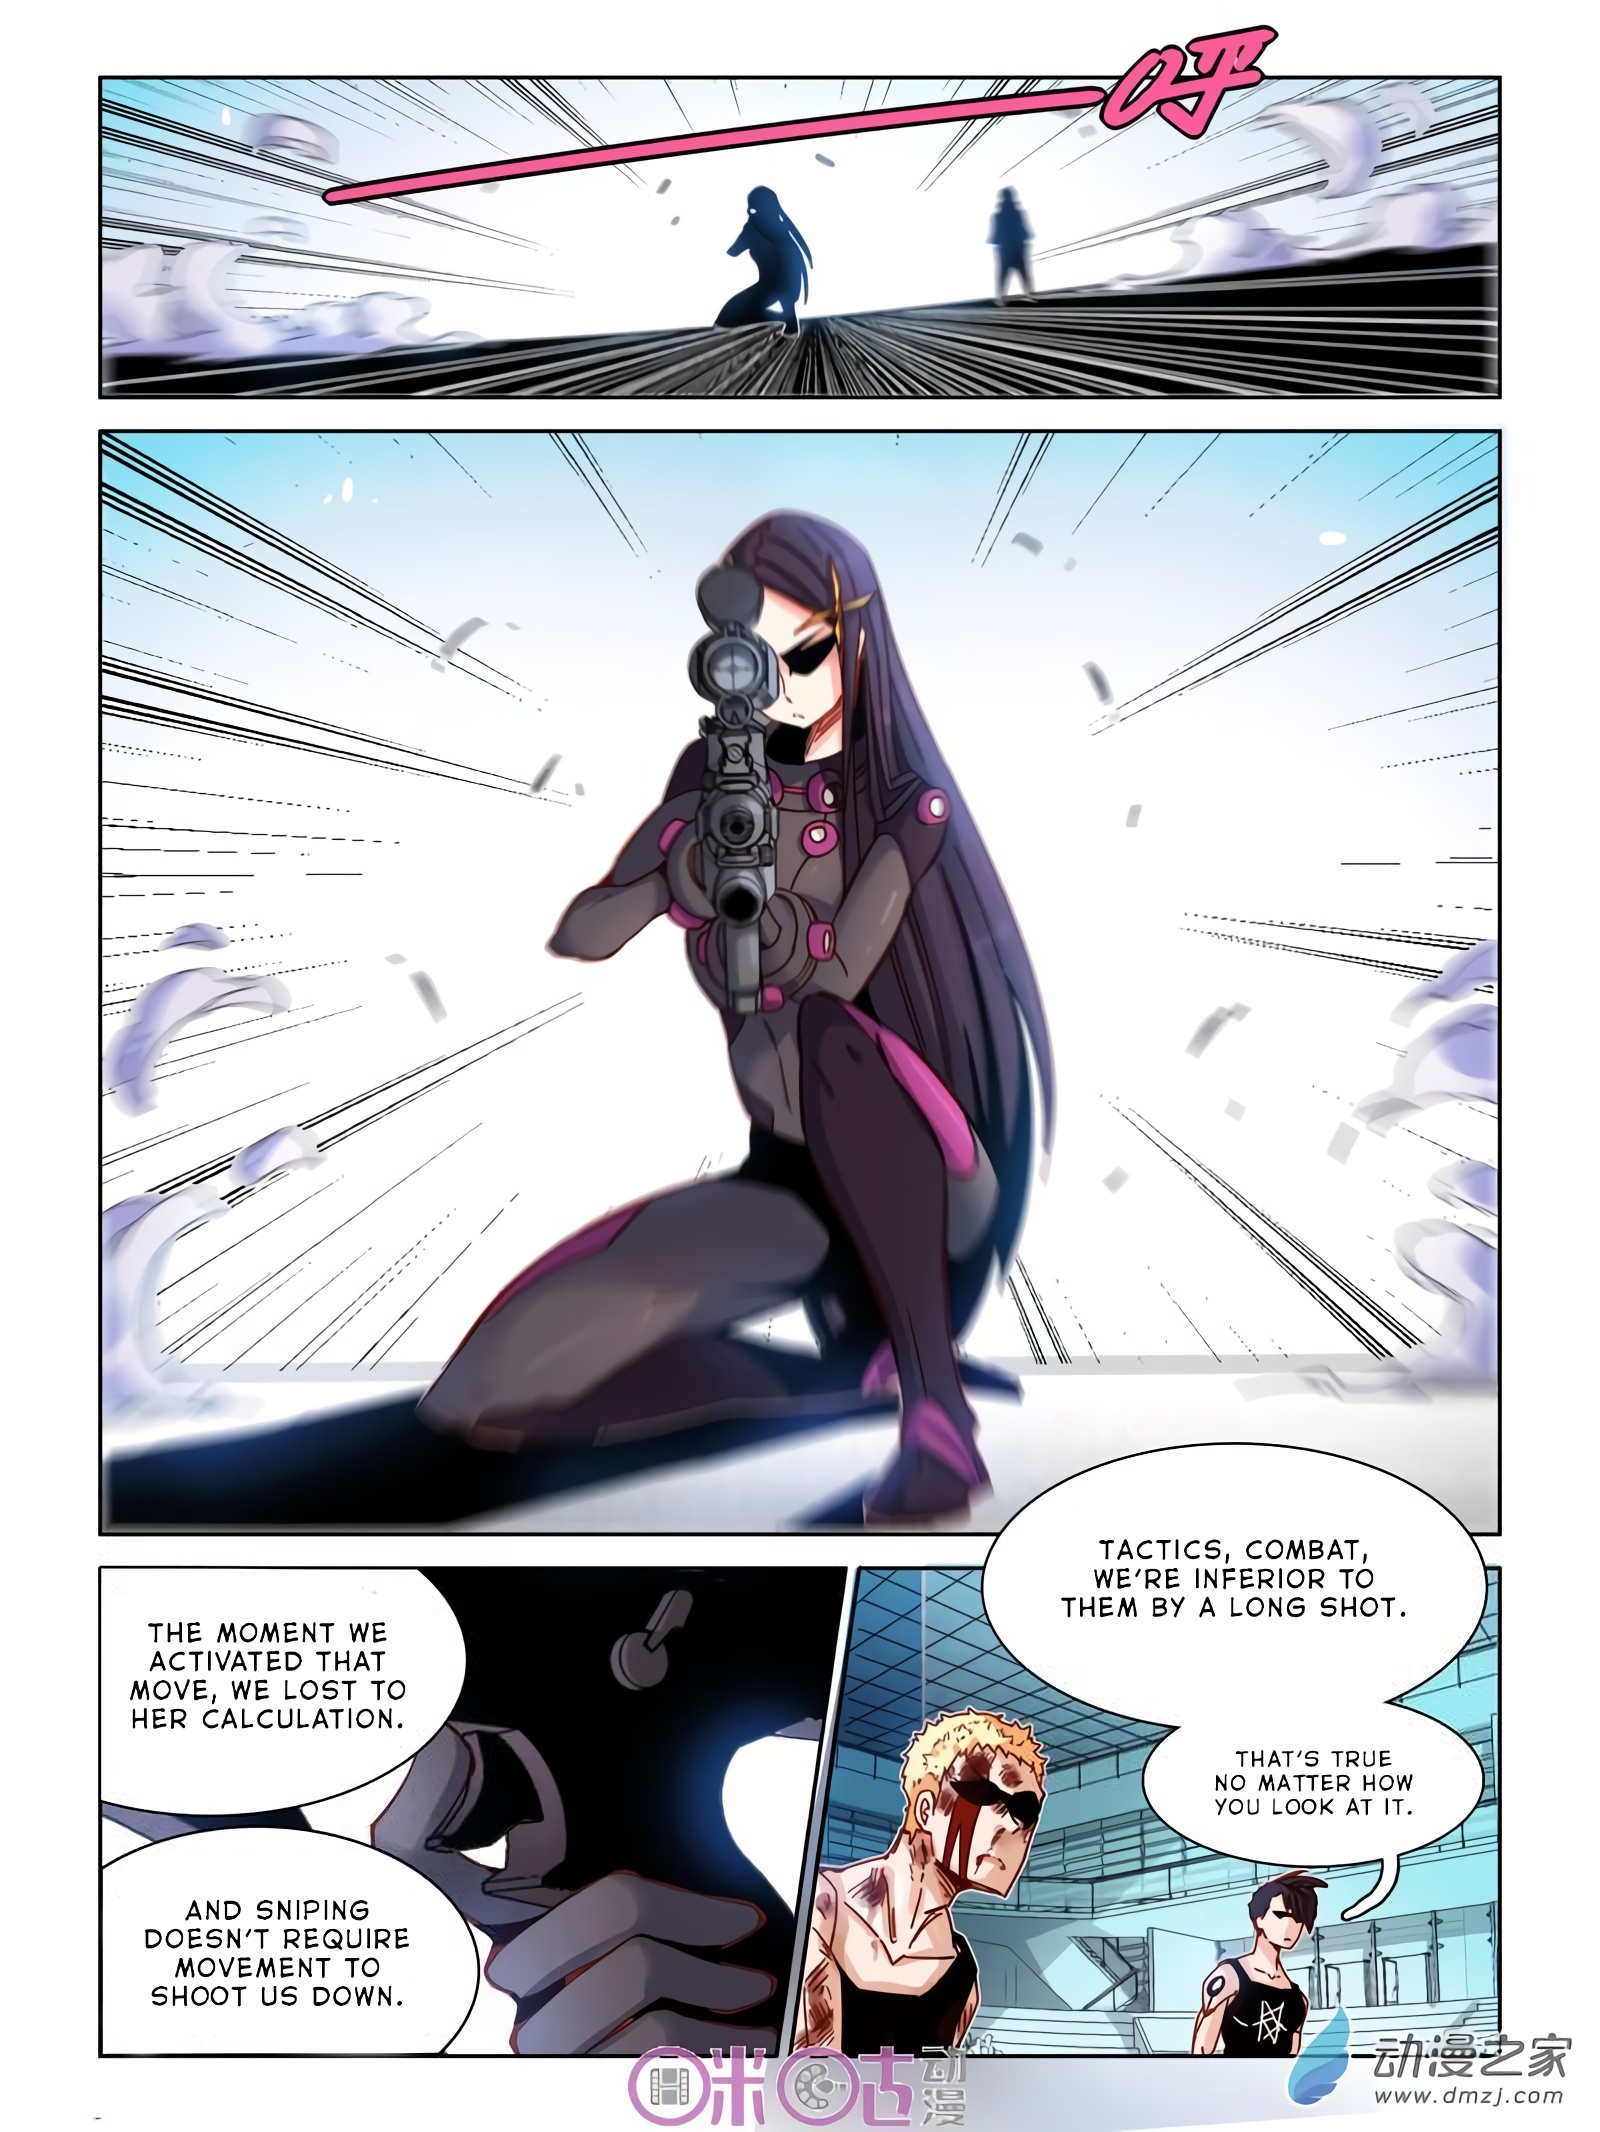 呼
TACTICS, COMBAT,
WE'RE INFERIOR TO
THEM BY A LONG SHOT.
THE MOMENT WE
ACTIVATED THAT
MOVE, WE LOST TO
HER CALCULATION.
THAT'S TRUE
NO MATTER HOW
YOU LOOK AT IT.
AND SNIPING
DOESN'T REQUIRE
MOVEMENT TO
SHOOT US DOWN.
咪咕动漫
动漫之家
www.dmzj.com